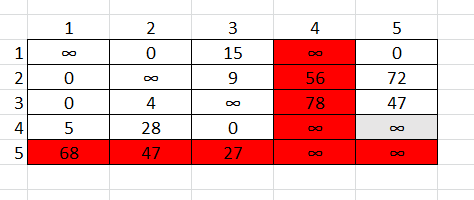 1 2 3 4 5
1 ∞ 0 15 ∞ 0
2 0 ∞ 9 56 72
3 0 4 ∞ 78 47
4 5 28 0 ∞ ∞
5 68 47 27 ∞ ∞